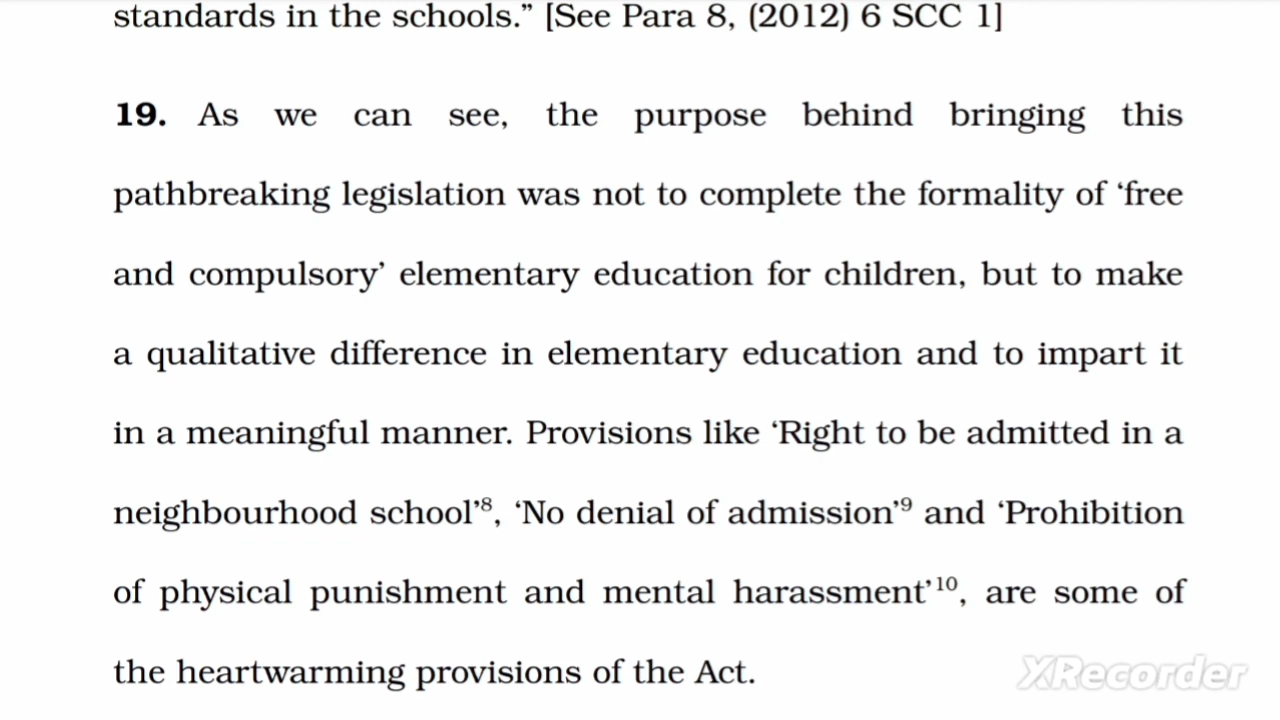 standards in the schools.” [See Para 8, (2012) 6 SCC 1]
19. As we can see, the purpose behind bringing this
pathbreaking legislation was not to complete the formality of ‘free
and compulsory’ elementary education for children, but to make
a qualitative difference in elementary education and to impart it
in a meaningful manner. Provisions like ‘Right to be admitted in a
neighbourhood school’⁸, ‘No denial of admission’⁹ and ‘Prohibition
of physical punishment and mental harassment’¹⁰, are some of
the heartwarming provisions of the Act.
XRecorder